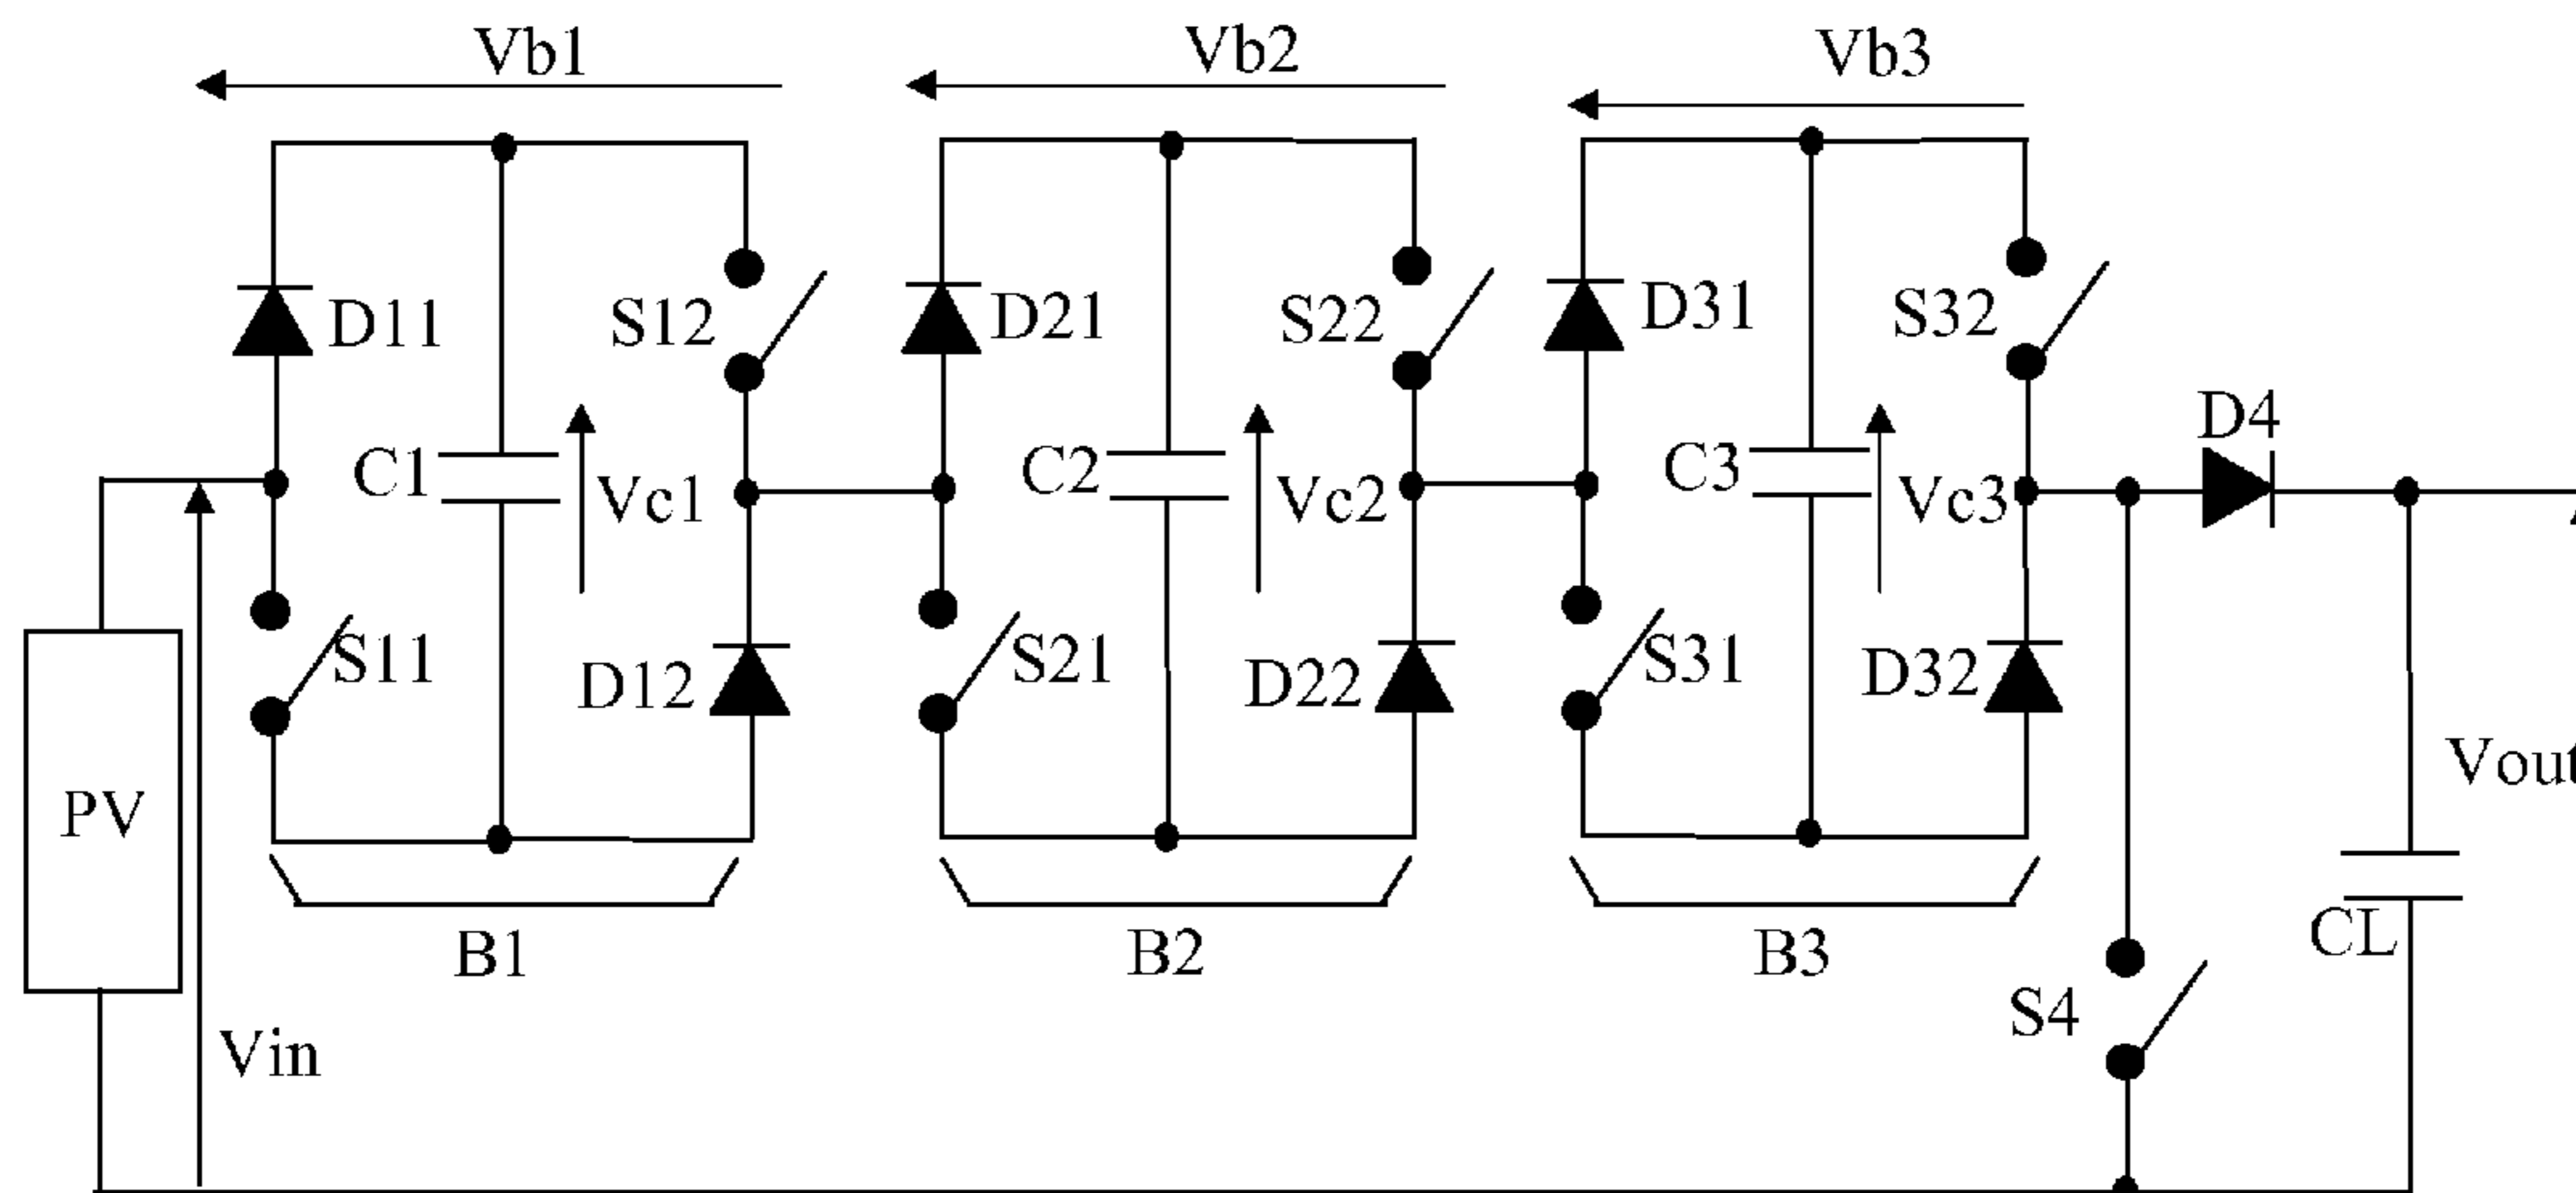 Vb1
Vb2
Vb3
D11
S12
D21
S22
D31
S32
D4
C1
Vc1
C2
Vc2
C3
Vc3
S11
D12
S21
D22
S31
D32
PV
Vout
B1
B2
B3
CL
S4
Vin